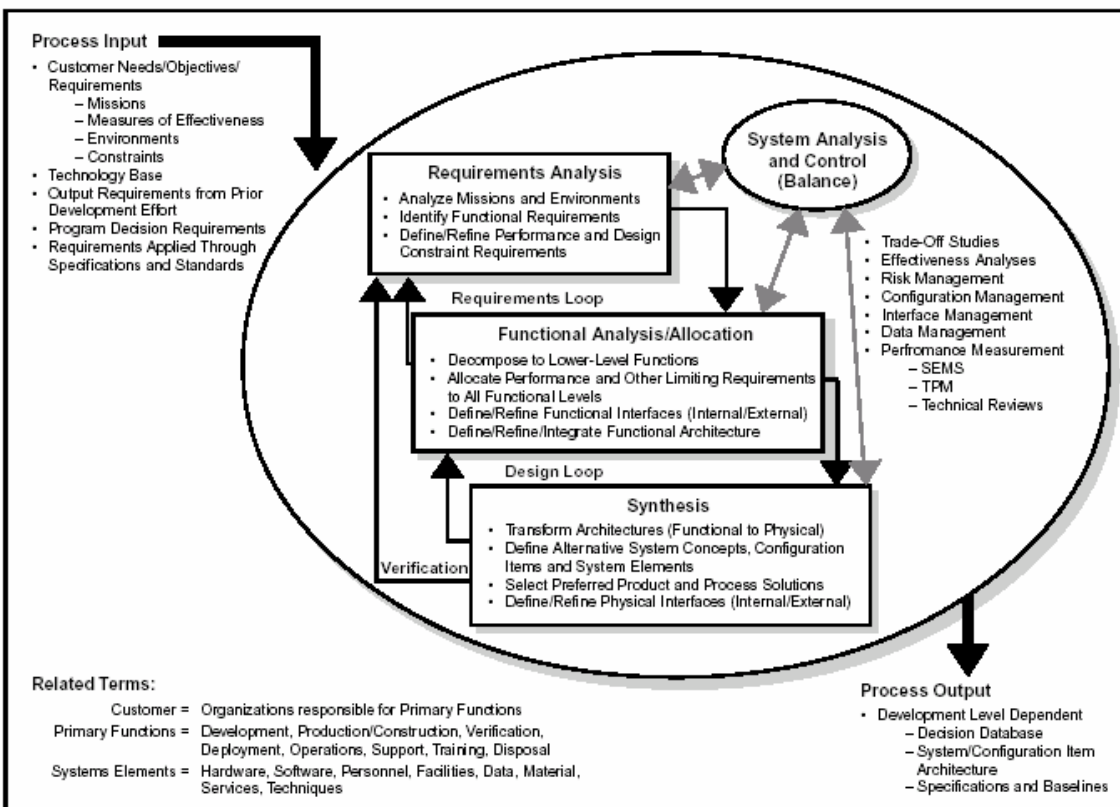 Process Input
• Customer Needs/Objectives/
Requirements
– Missions
– Measures of Effectiveness
– Environments
– Constraints
• Technology Base
• Output Requirements from Prior
Development Effort
• Program Decision Requirements
• Requirements Applied Through
Specifications and Standards
System Analysis
and Control
(Balance)
Requirements Analysis
• Analyze Missions and Environments
• Identify Functional Requirements
• Define/Refine Performance and Design
Constraint Requirements
• Trade-Off Studies
• Effectiveness Analyses
• Risk Management
• Configuration Management
• Interface Management
• Data Management
• Perfromance Measurement
– SEMS
– TPM
– Technical Reviews
Requirements Loop
Functional Analysis/Allocation
• Decompose to Lower-Level Functions
• Allocate Performance and Other Limiting Requirements
to All Functional Levels
• Define/Refine Functional Interfaces (Internal/External)
• Define/Refine/Integrate Functional Architecture
Design Loop
Synthesis
• Transform Architectures (Functional to Physical)
• Define Alternative System Concepts, Configuration
Items and System Elements
• Select Preferred Product and Process Solutions
• Define/Refine Physical Interfaces (Internal/External)
Verification
Related Terms:
Customer = Organizations responsible for Primary Functions
Primary Functions = Development, Production/Construction, Verification,
Deployment, Operations, Support, Training, Disposal
Systems Elements = Hardware, Software, Personnel, Facilities, Data, Material,
Services, Techniques
Process Output
• Development Level Dependent
– Decision Database
– System/Configuration Item
Architecture
– Specifications and Baselines